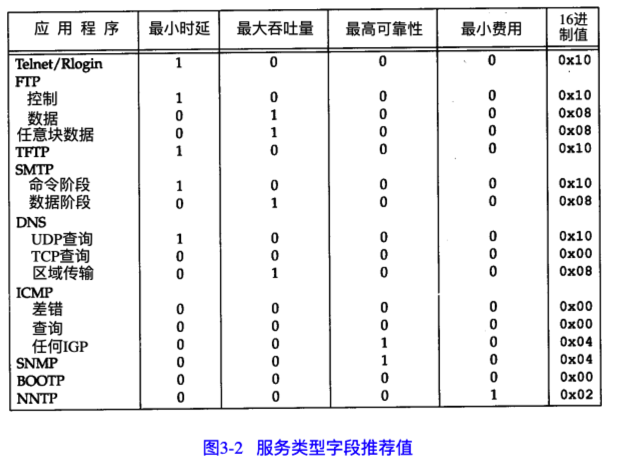 应用程序 最小时延 最大吞吐量 最高可靠性 最小费用 16进
制值
Telnet/Rlogin 1 0 0 0 0x10
FTP
控制 1 0 0 0 0x10
数据 0 1 0 0 0x08
任意块数据 0 1 0 0 0x08
TFTP 1 0 0 0 0x10
SMTP
命令阶段 1 0 0 0 0x10
数据阶段 0 1 0 0 0x08
DNS
UDP查询 1 0 0 0 0x10
TCP查询 0 0 0 0 0x00
区域传输 0 1 0 0 0x08
ICMP
差错 0 0 0 0 0x00
查询 0 0 0 0 0x00
任何IGP 0 0 1 0 0x04
SNMP 0 0 1 0 0x04
BOOTP 0 0 0 0 0x00
NNTP 0 0 0 1 0x02
图3-2 服务类型字段推荐值